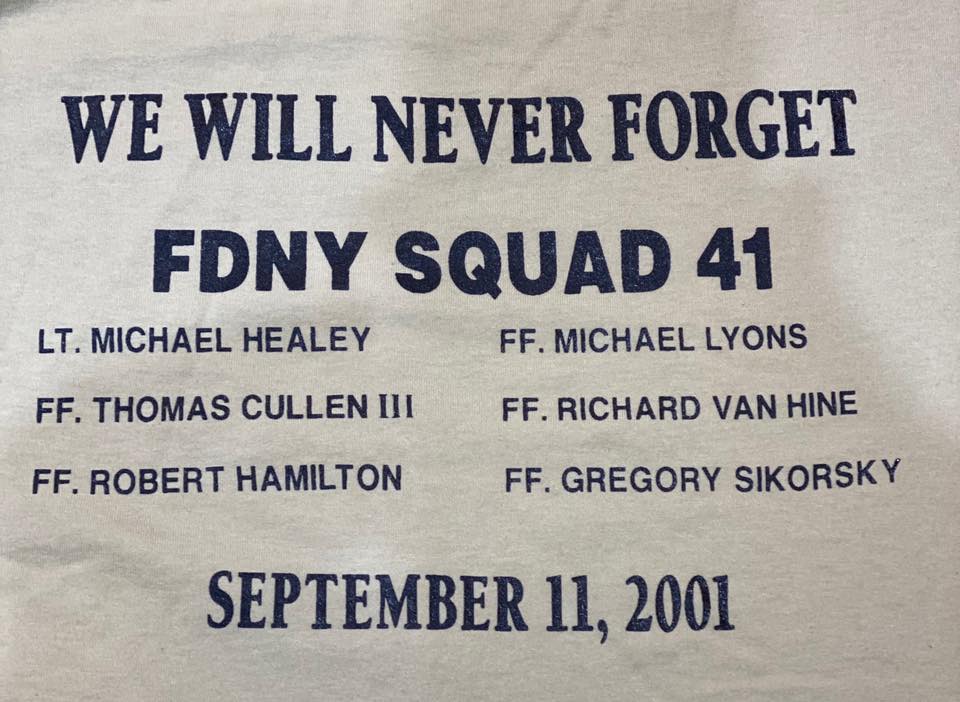 WE WILL NEVER FORGET
FDNY SQUAD 41
LT. MICHAEL HEALEY FF. MICHAEL LYONS
FF. THOMAS CULLEN III FF. RICHARD VAN HINE
FF. ROBERT HAMILTON FF. GREGORY SIKORSKY
SEPTEMBER 11, 2001